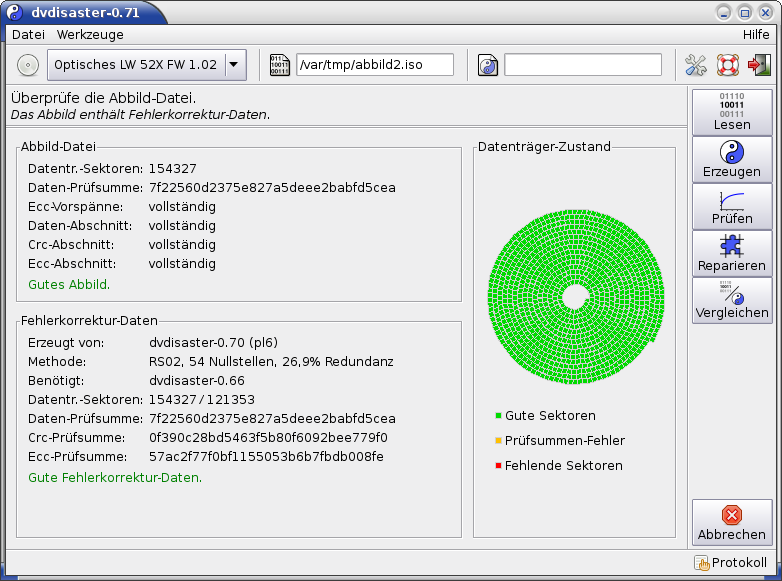 dvdisaster-0.71
Datei Werkzeuge Hilfe
Optisches LW 52X FW 1.02 /var/tmp/abbild2.iso
Überprüfe die Abbild-Datei.
Das Abbild enthält Fehlerkorrektur-Daten.
Abbild-Datei
Datentr.-Sektoren: 154327
Daten-Prüfsumme: 7f22560d2375e827a5deee2babfd5cea
Ecc-Vorspänne: vollständig
Daten-Abschnitt: vollständig
Crc-Abschnitt: vollständig
Ecc-Abschnitt: vollständig
Gutes Abbild.
Fehlerkorrektur-Daten
Erzeugt von: dvdisaster-0.70 (pl6)
Methode: RS02, 54 Nullstellen, 26,9% Redundanz
Benötigt: dvdisaster-0.66
Datentr.-Sektoren: 154327/121353
Daten-Prüfsumme: 7f22560d2375e827a5deee2babfd5cea
Crc-Prüfsumme: 0f390c28bd5463f5b80f6092bee779f0
Ecc-Prüfsumme: 57ac2f77f0bf1155053b6b7fbdb008fe
Gute Fehlerkorrektur-Daten.
Datenträger-Zustand
Gute Sektoren
Prüfsummen-Fehler
Fehlende Sektoren
01110
10011
00111
Lesen
Erzeugen
Prüfen
Reparieren
Vergleichen
Abbrechen
Protokoll